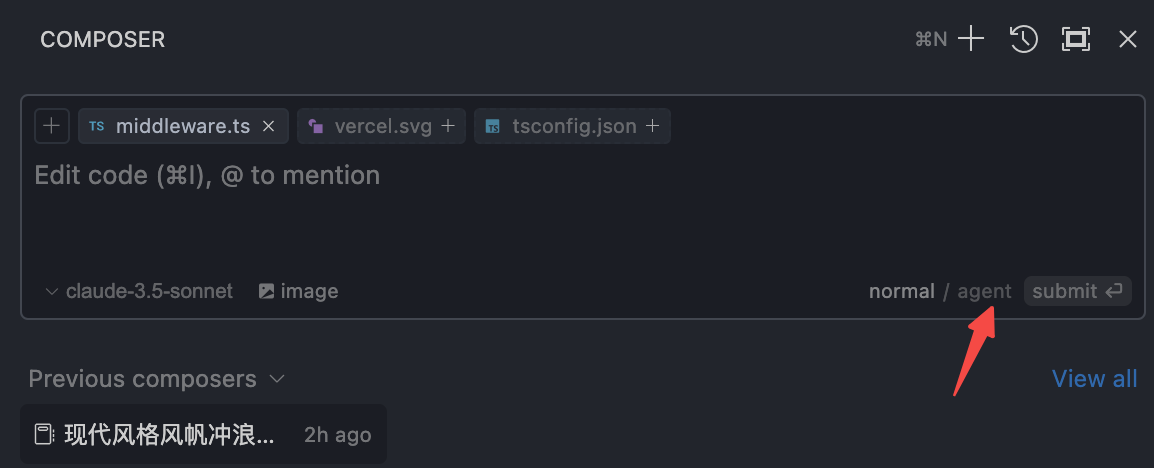 COMPOSER ⌘N
TS middleware.ts vercel.svg TS tsconfig.json
Edit code (⌘I), @ to mention
claude-3.5-sonnet image normal / agent submit
Previous composers View all
现代风格风帆冲浪... 2h ago